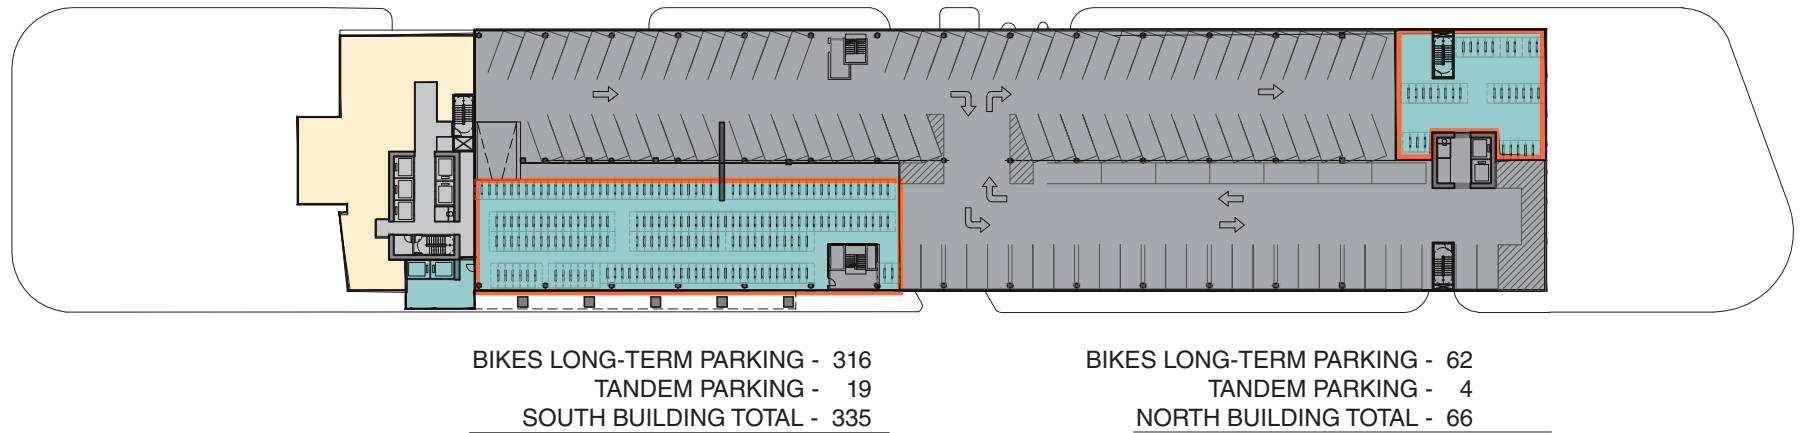 BIKES LONG-TERM PARKING - 316
TANDEM PARKING - 19
SOUTH BUILDING TOTAL - 335
BIKES LONG-TERM PARKING - 62
TANDEM PARKING - 4
NORTH BUILDING TOTAL - 66